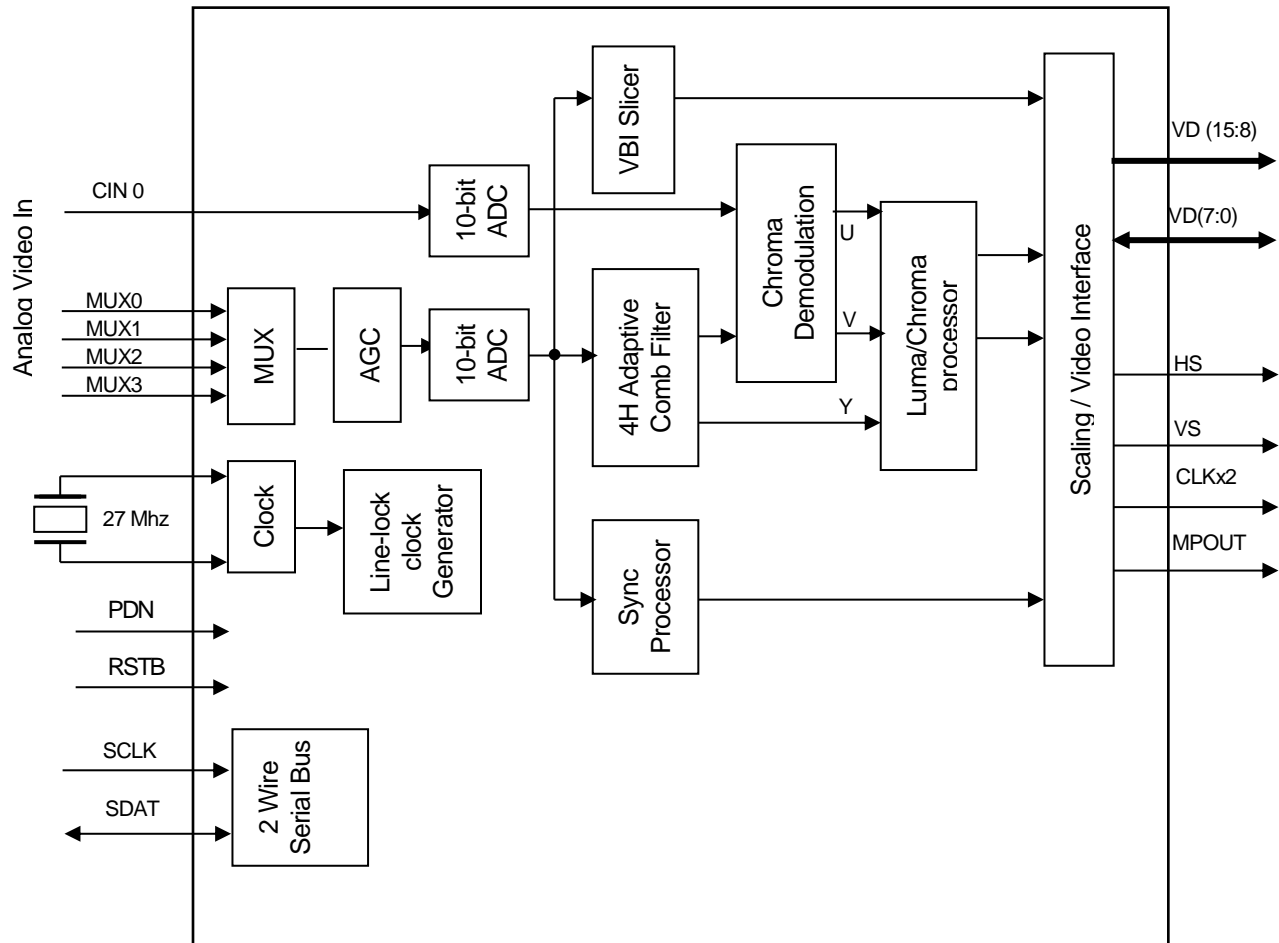 Analog Video In
CIN 0
MUX0
MUX1
MUX2
MUX3
27 Mhz
PDN
RSTB
SCLK
SDAT
MUX
AGC
10-bit
ADC
10-bit
ADC
Clock
Line-lock
clock
Generator
2 Wire
Serial Bus
VBI Slicer
4H Adaptive
Comb Filter
Sync
Processor
Chroma
Demodulation
U
V
Y
Luma/Chroma
processor
Scaling / Video Interface
VD (15:8)
VD(7:0)
HS
VS
CLKx2
MPOUT